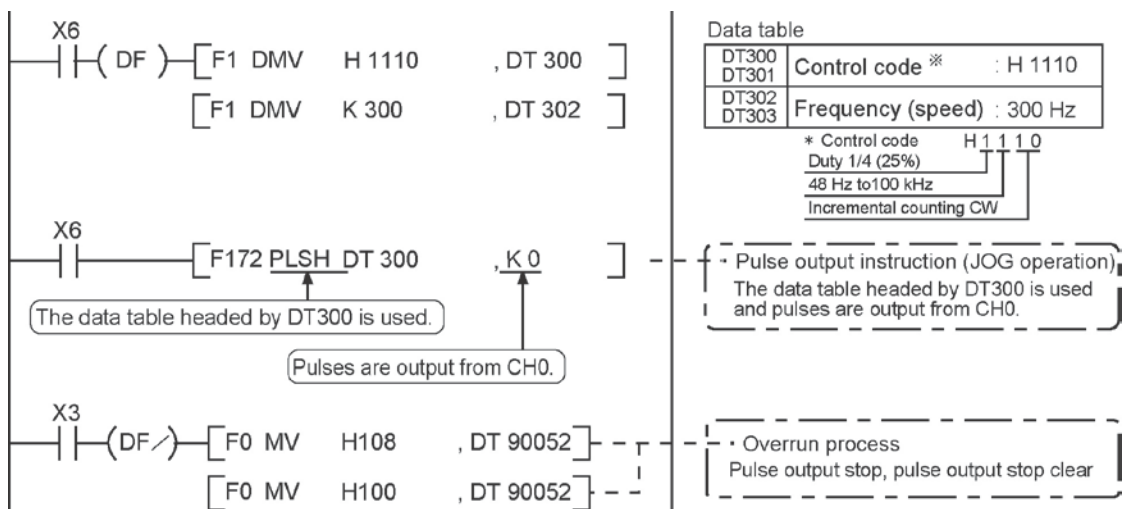 X6
( DF ) F1 DMV H 1110 , DT 300
F1 DMV K 300 , DT 302
Data table
DT300
DT301
Control code ※ : H 1110
DT302
DT303
Frequency (speed) : 300 Hz
* Control code H 1 1 1 0
Duty 1/4 (25%)
48 Hz to100 kHz
Incremental counting CW
X6
F172 PLSH DT 300 , K 0
The data table headed by DT300 is used.
Pulses are output from CH0.
Pulse output instruction (JOG operation)
The data table headed by DT300 is used
and pulses are output from CH0.
X3
(DF/) F0 MV H108 , DT 90052
F0 MV H100 , DT 90052
Overrun process
Pulse output stop, pulse output stop clear